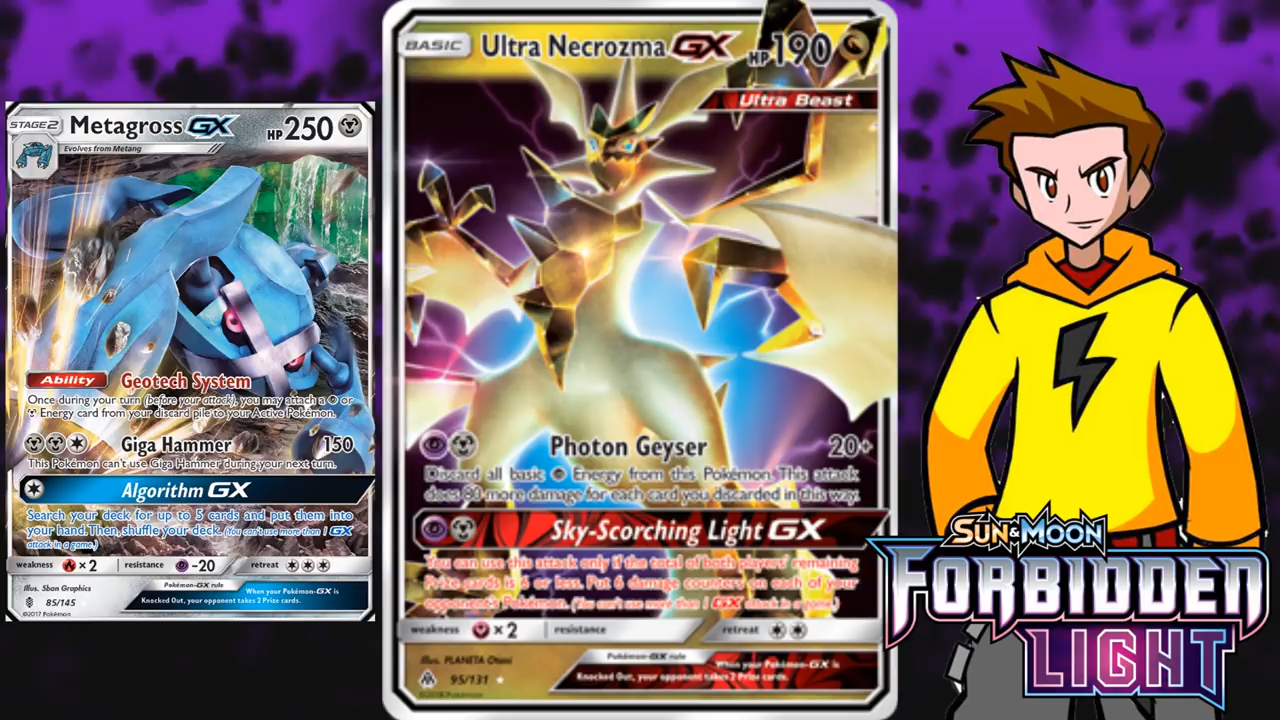 STAGE2 Metagross GX HP250
Evolves from Metang
Ability Geotech System
Once during your turn (before your attack), you may attach a or
Energy card from your discard pile to your Active Pokémon.
Giga Hammer 150
This Pokémon can't use Giga Hammer during your next turn.
Algorithm GX
Search your deck for up to 5 cards and put them into
your hand. Then, shuffle your deck. (You can't use more than 1 GX
attack in a game.)
weakness ×2 resistance -20 retreat
Illus. 5ban Graphics
Pokémon-GX rule
When your Pokémon-GX is
Knocked Out, your opponent takes 2 Prize cards.
85/145
©2017 Pokémon
BASIC Ultra Necrozma GX HP190
Ultra Beast
Photon Geyser 20+
Discard all basic Energy from this Pokémon. This attack
does 80 more damage for each card you discarded in this way.
Sky-Scorching Light GX
You can use this attack only if the total of both players' remaining
Prize cards is 6 or less. Put 6 damage counters on each of your
opponent's Pokémon. (You can't use more than 1 GX attack in a game.)
weakness ×2 resistance retreat
Illus. PLANETA Otani
Pokémon-GX rule
When your Pokémon-GX is
Knocked Out, your opponent takes 2 Prize cards.
95/131
©2018 Pokémon
SUN & MOON
FORBIDDEN
LIGHT